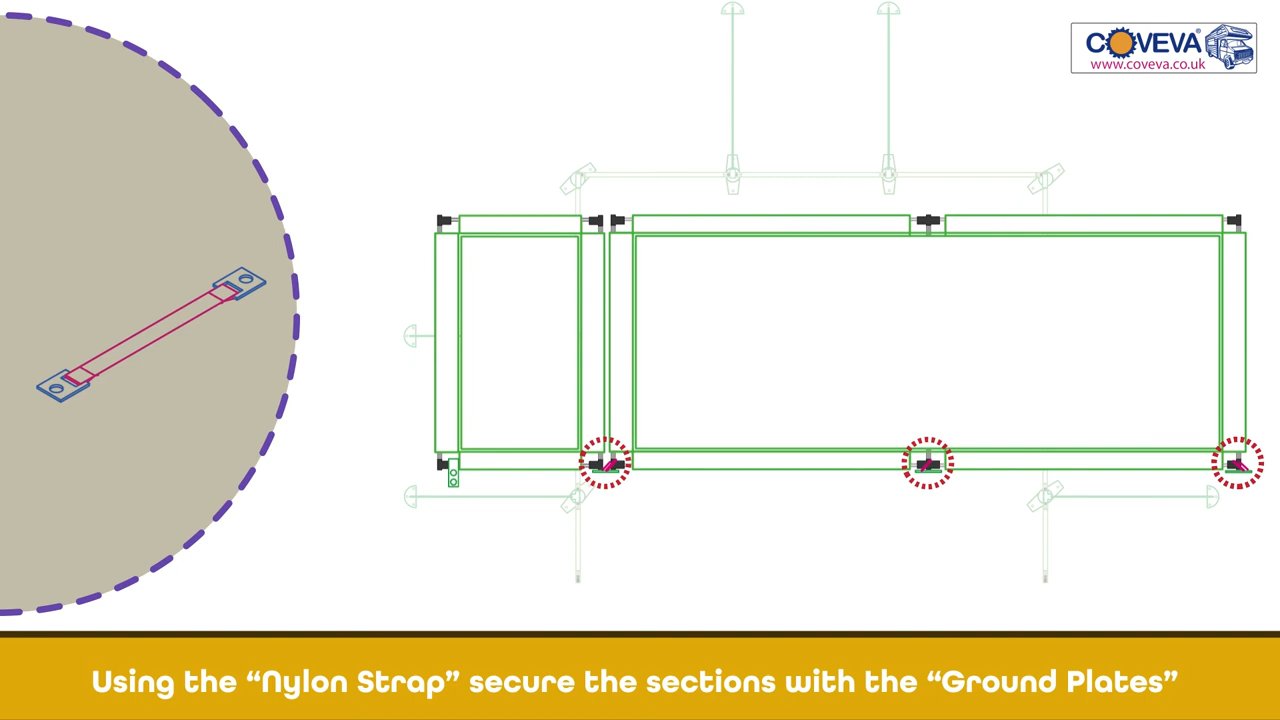 COVEVA®
www.coveva.co.uk
Using the “Nylon Strap” secure the sections with the “Ground Plates”